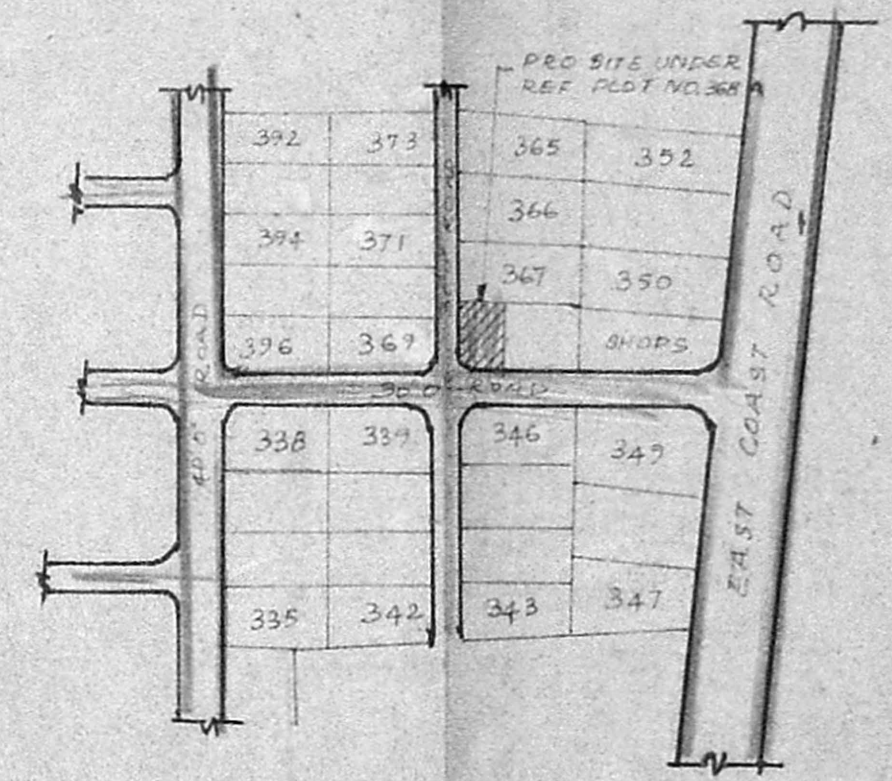 PRO SITE UNDER
REF PLOT NO. 368 A
392 373 365 352
366
394 371
367 350
396 369 SHOPS
ROAD
ROAD
30'0" ROAD
40'0"
EAST COAST ROAD
338 339 346 349
335 342 343 347